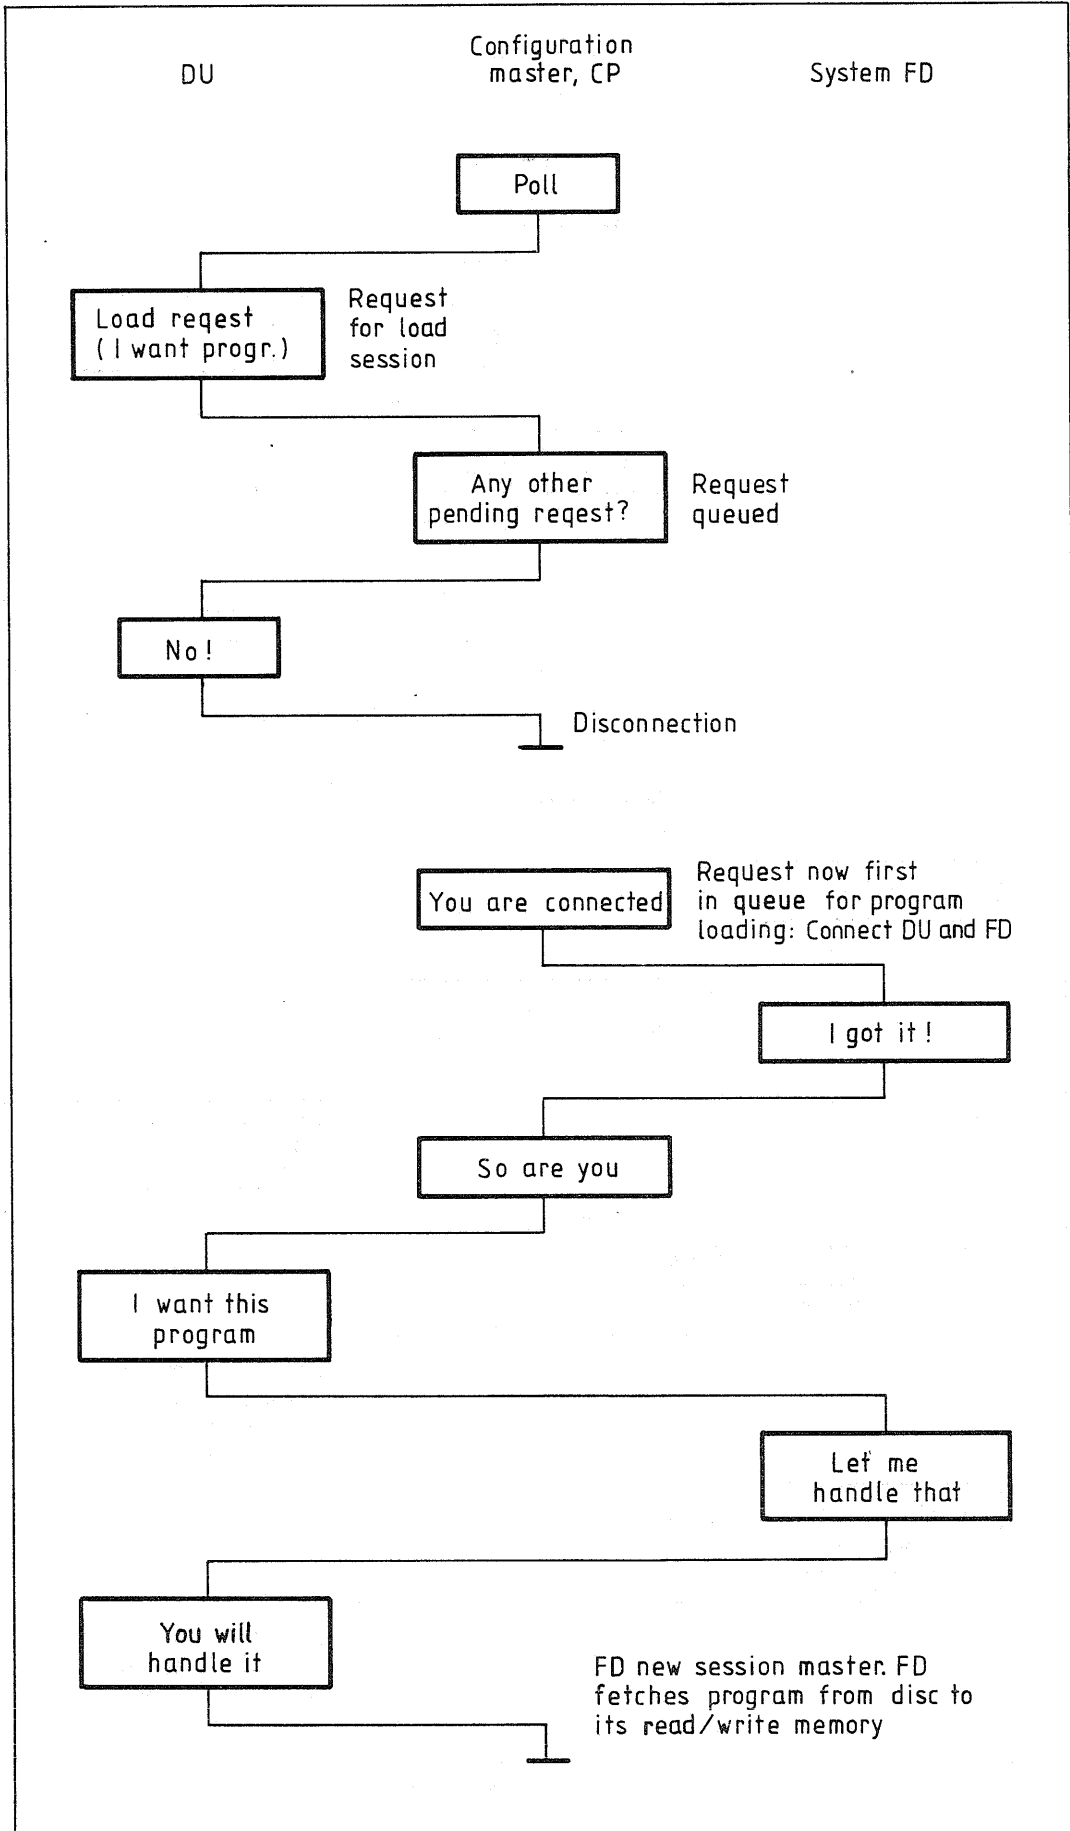 Configuration
DU master, CP System FD
Poll
Load reqest
(I want progr.)
Request
for load
session
Any other
pending reqest?
Request
queued
No!
Disconnection
You are connected
Request now first
in queue for program
loading: Connect DU and FD
I got it!
So are you
I want this
program
Let me
handle that
You will
handle it
FD new session master. FD
fetches program from disc to
its read/write memory